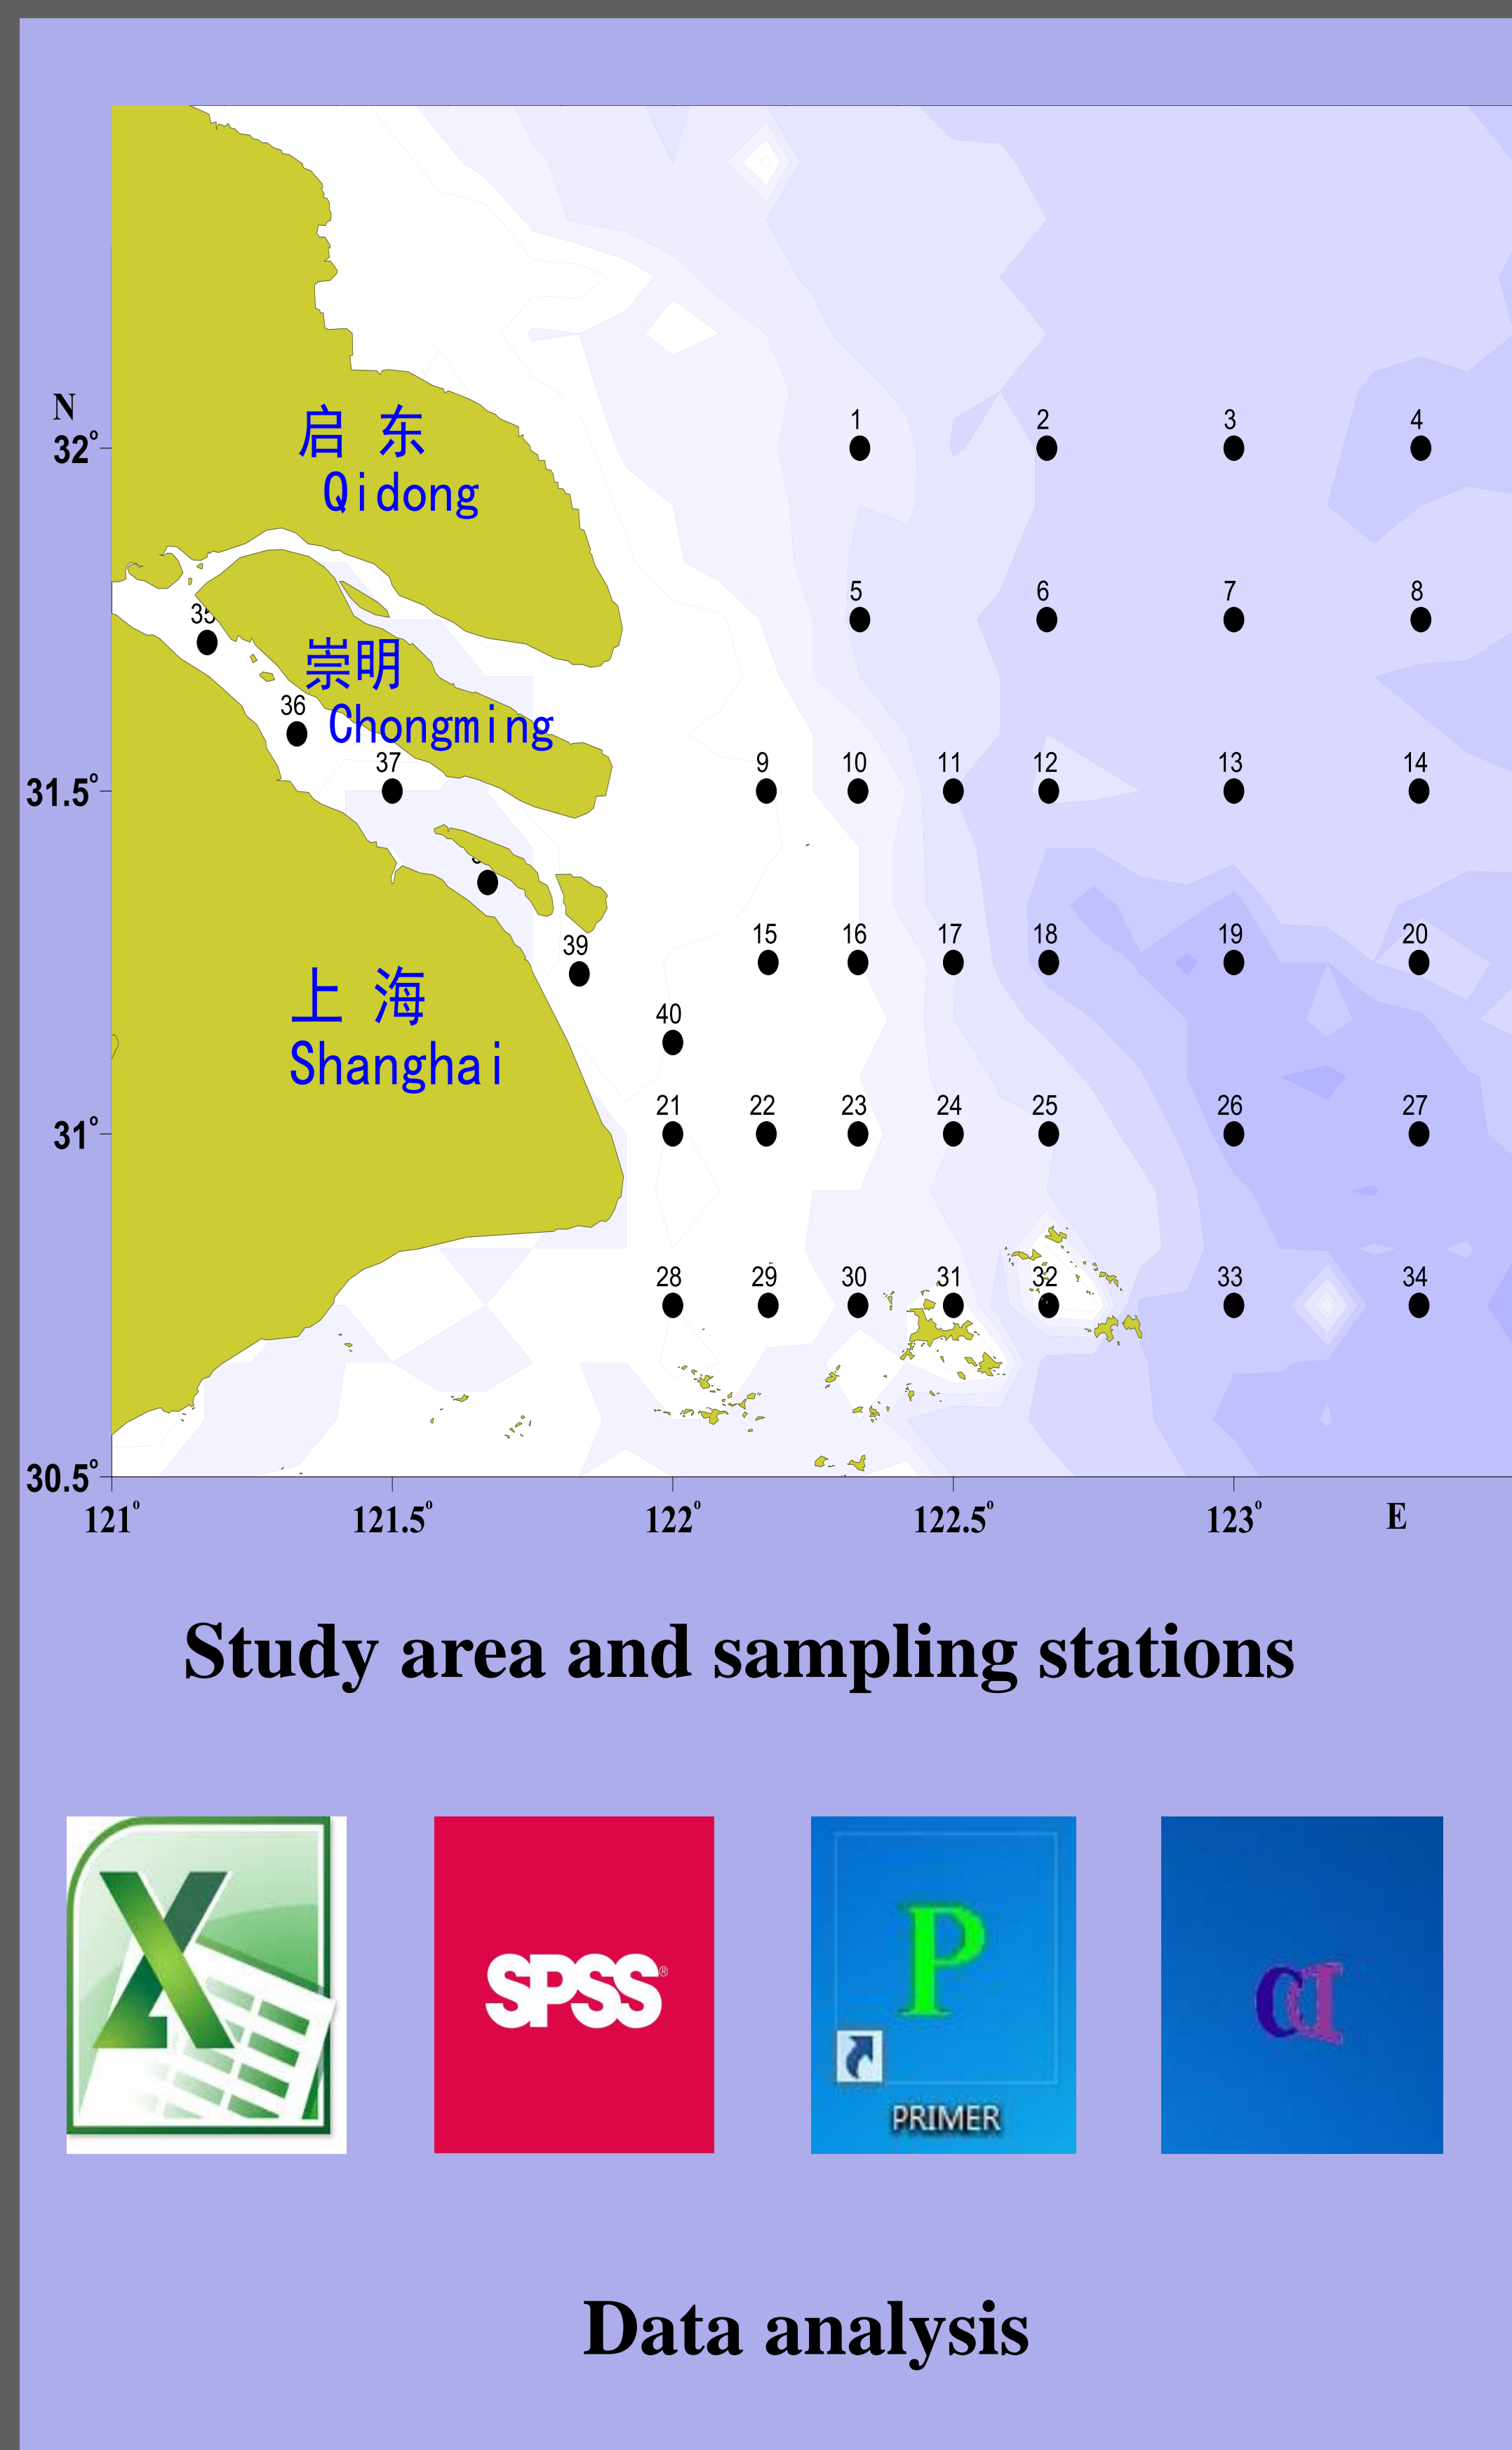 N
32°
1 2 3 4
启 东
Qidong
5 6 7 8
35
崇明
Chongming
36
37
9 10 11 12 13 14
31.5°
15 16 17 18 19 20
39
上 海
Shanghai
40
21 22 23 24 25 26 27
31°
28 29 30 31 32 33 34
30.5°
121° 121.5° 122° 122.5° 123° E
Study area and sampling stations
X SPSS® P
PRIMER
Data analysis